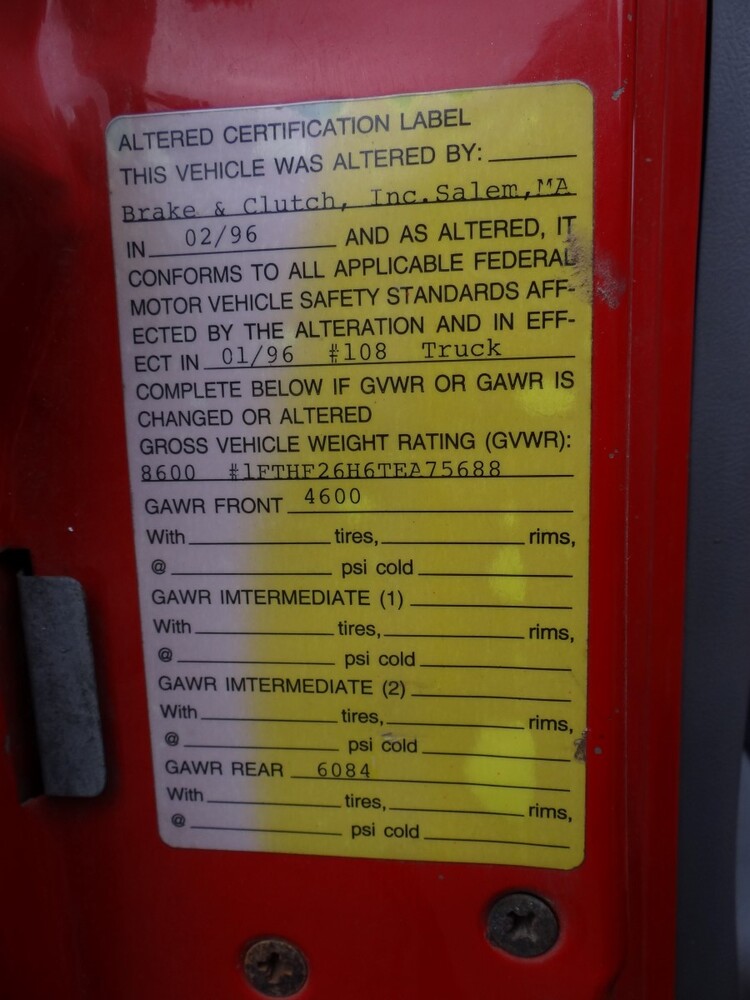 ALTERED CERTIFICATION LABEL
THIS VEHICLE WAS ALTERED BY:
Brake & Clutch, Inc.Salem,MA
IN 02/96 AND AS ALTERED, IT
CONFORMS TO ALL APPLICABLE FEDERAL
MOTOR VEHICLE SAFETY STANDARDS AFF-
ECTED BY THE ALTERATION AND IN EFF-
ECT IN 01/96 #108 Truck
COMPLETE BELOW IF GVWR OR GAWR IS
CHANGED OR ALTERED
GROSS VEHICLE WEIGHT RATING (GVWR):
8600 #1FTHF26H6TEA75688
GAWR FRONT 4600
With tires, rims,
@ psi cold
GAWR IMTERMEDIATE (1)
With tires, rims,
@ psi cold
GAWR IMTERMEDIATE (2)
With tires, rims,
@ psi cold
GAWR REAR 6084
With tires, rims,
@ psi cold